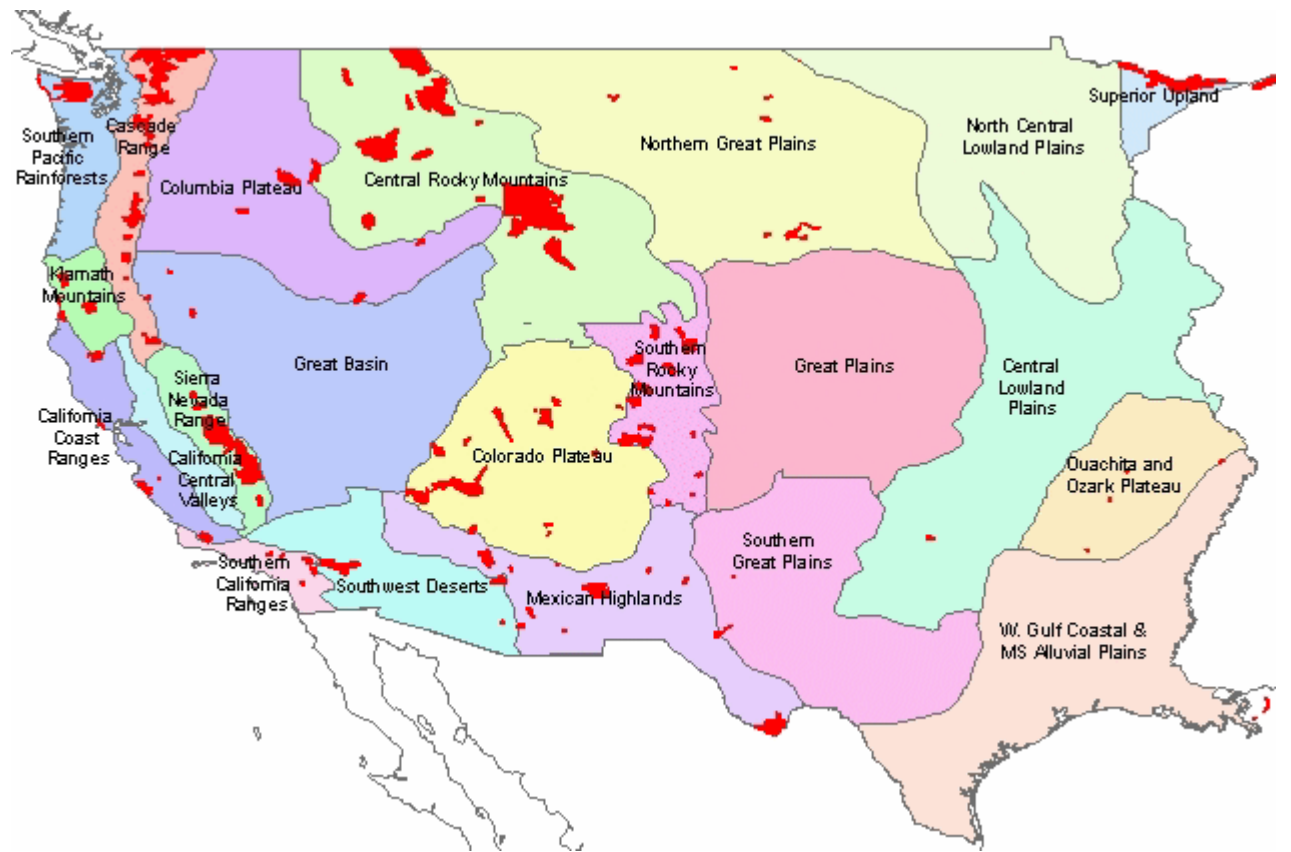 Superior Upland
Cascade
Range
North Central
Lowland Plains
Southern
Pacific
Rainforests
Northern Great Plains
Columbia Plateau
Central Rocky Mountains
Klamath
Mountains
Great Basin
Southern
Rocky
Mountains
Great Plains
Central
Lowland
Plains
Sierra
Nevada
Range
California
Coast
Ranges
California
Central
Valleys
Colorado Plateau
Ouachita and
Ozark Plateau
Southern
Great Plains
Southern
California
Ranges
Southwest Deserts
Mexican Highlands
W. Gulf Coastal &
MS Alluvial Plains